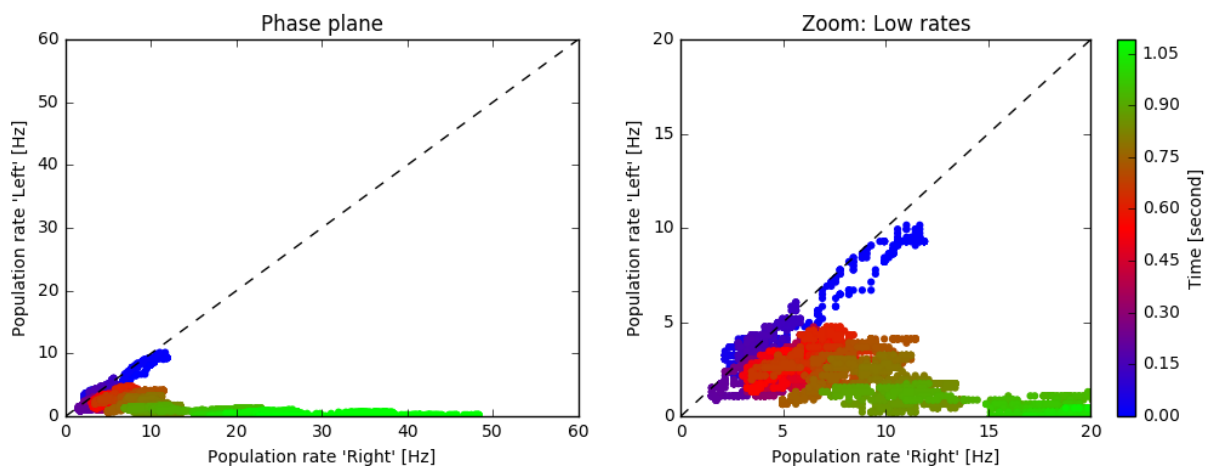 Phase plane
60
50
40
30
20
10
0
0 10 20 30 40 50 60
Population rate 'Left' [Hz]
Population rate 'Right' [Hz]
Zoom: Low rates
20
15
10
5
0
0 5 10 15 20
Population rate 'Left' [Hz]
Population rate 'Right' [Hz]
1.05
0.90
0.75
0.60
0.45
0.30
0.15
0.00
Time [second]